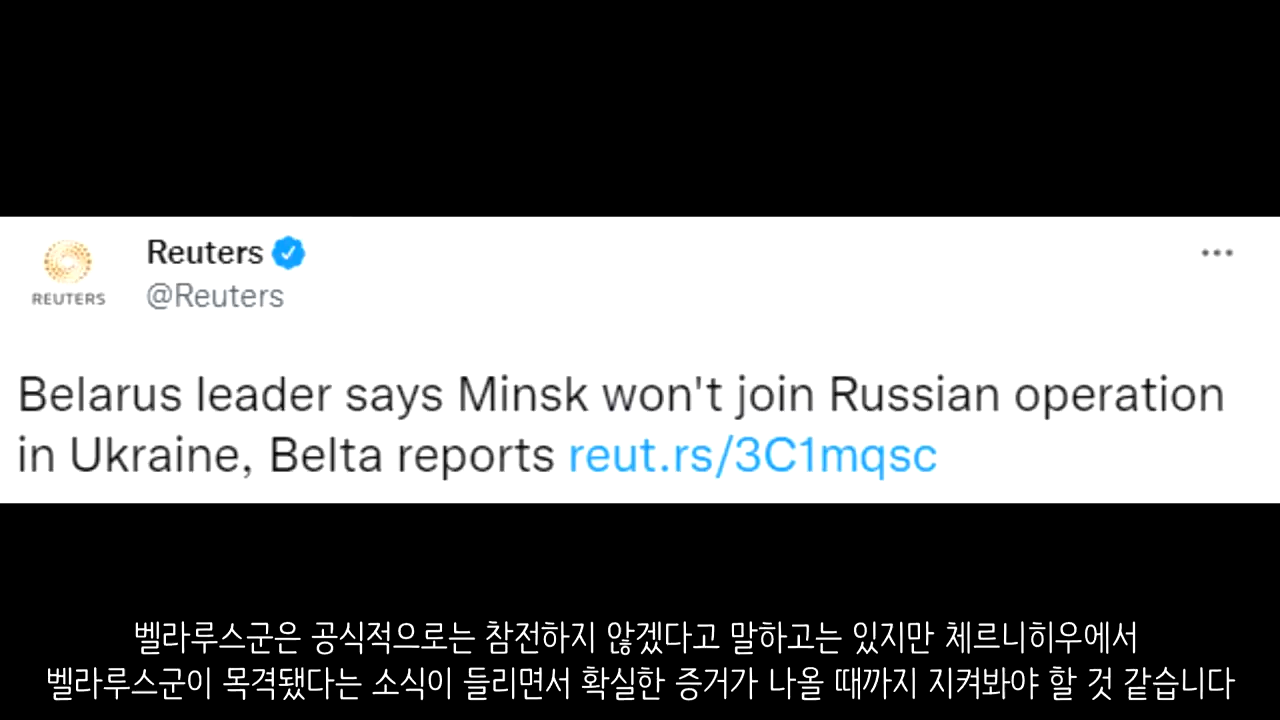 Reuters
@Reuters
REUTERS
Belarus leader says Minsk won't join Russian operation
in Ukraine, Belta reports reut.rs/3C1mqsc
벨라루스군은 공식적으로는 참전하지 않겠다고 말하고는 있지만 체르니히우에서
벨라루스군이 목격됐다는 소식이 들리면서 확실한 증거가 나올 때까지 지켜봐야 할 것 같습니다